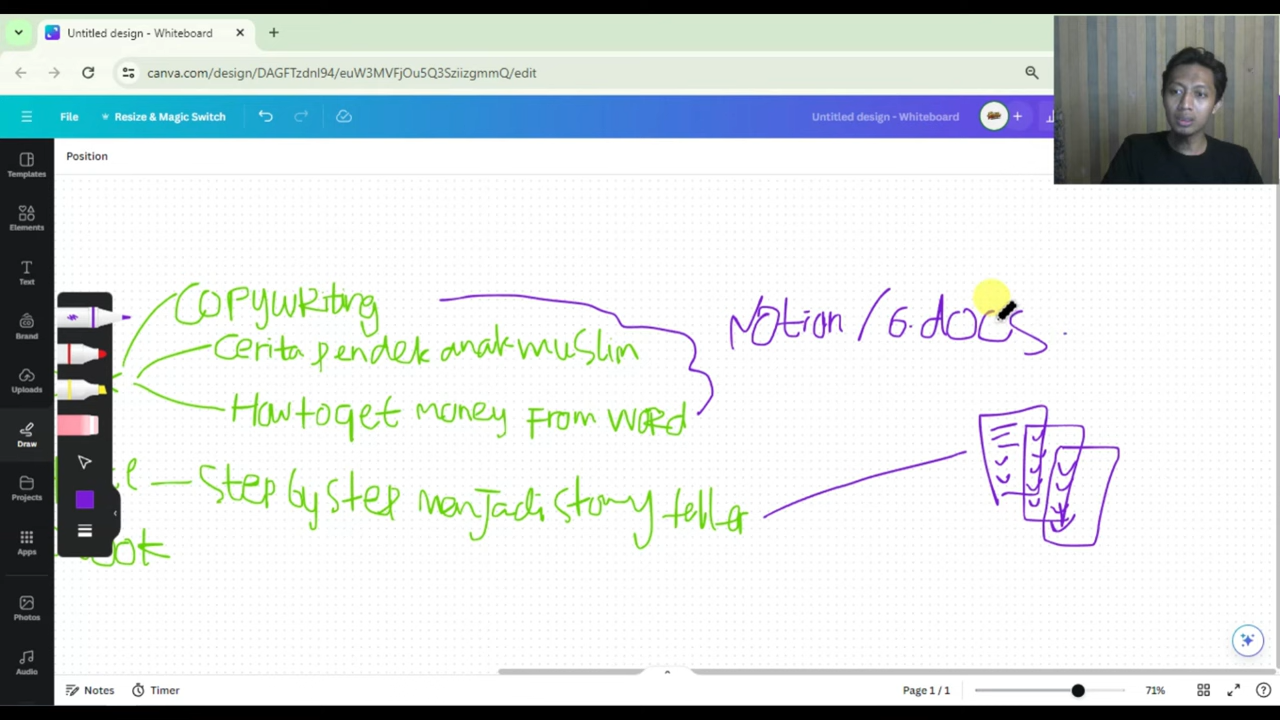 Untitled design - Whiteboard
canva.com/design/DAGFTzdnI94/euW3MVFjOu5Q3SziizgmmQ/edit
File
Resize & Magic Switch
Untitled design - Whiteboard
Position
Templates
Elements
Text
Brand
Uploads
Draw
Projects
Apps
Photos
Audio
COPYWRiting
Cerita pendek anak muslim
How to get money From WORd
Notion / G.docs.
Step by step menjadi story teller
ook
Notes
Timer
Page 1 / 1
71%